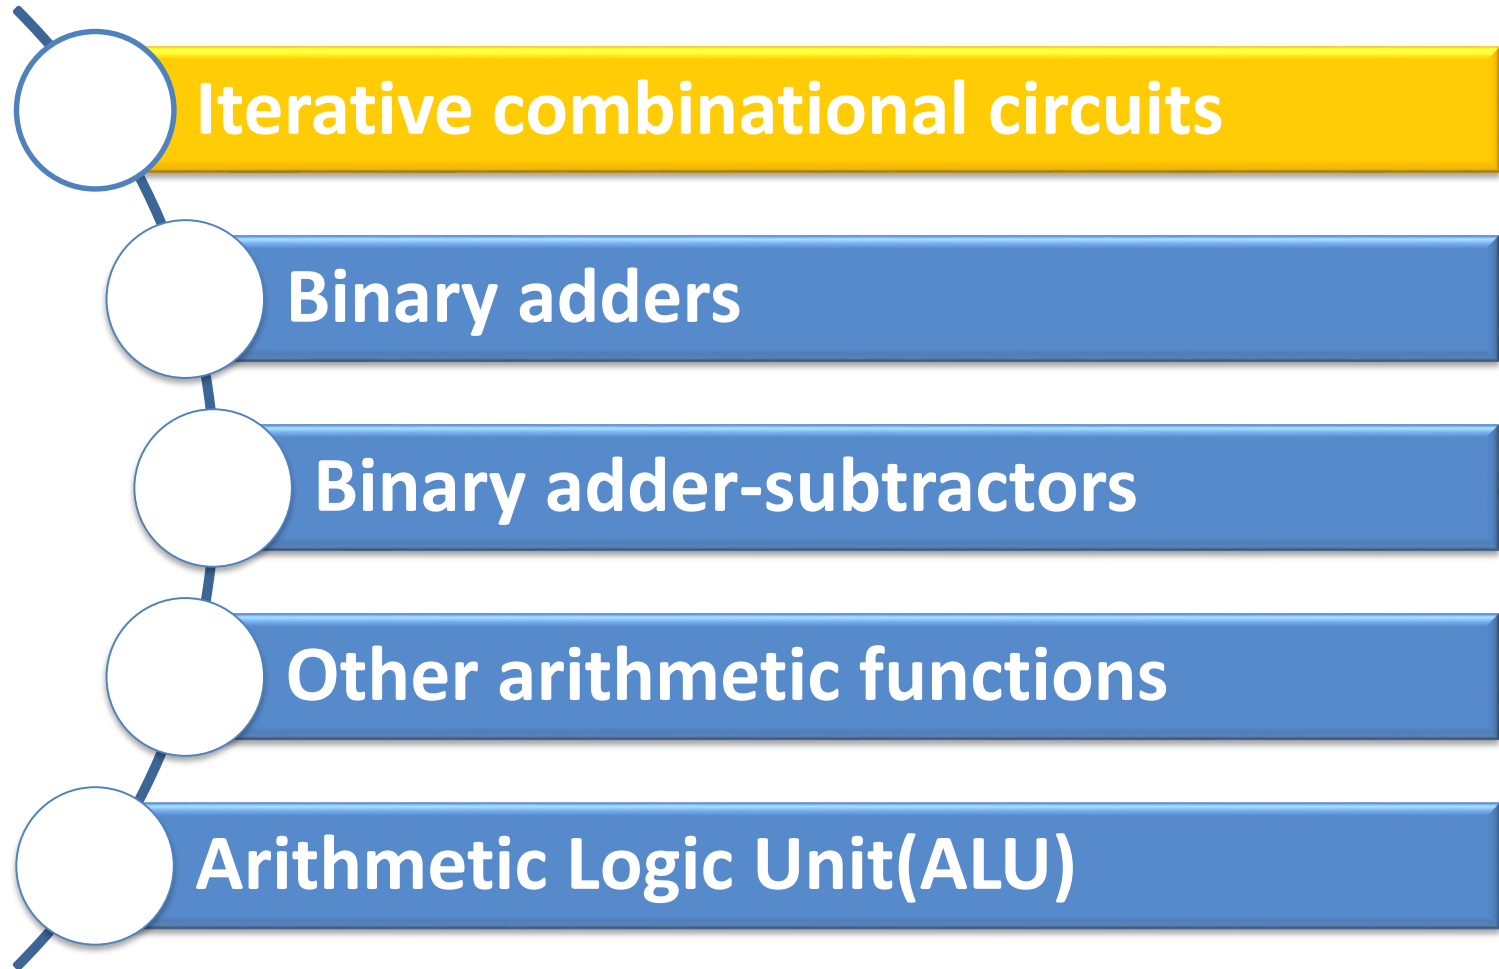 Iterative combinational circuits
Binary adders
Binary adder-subtractors
Other arithmetic functions
Arithmetic Logic Unit(ALU)